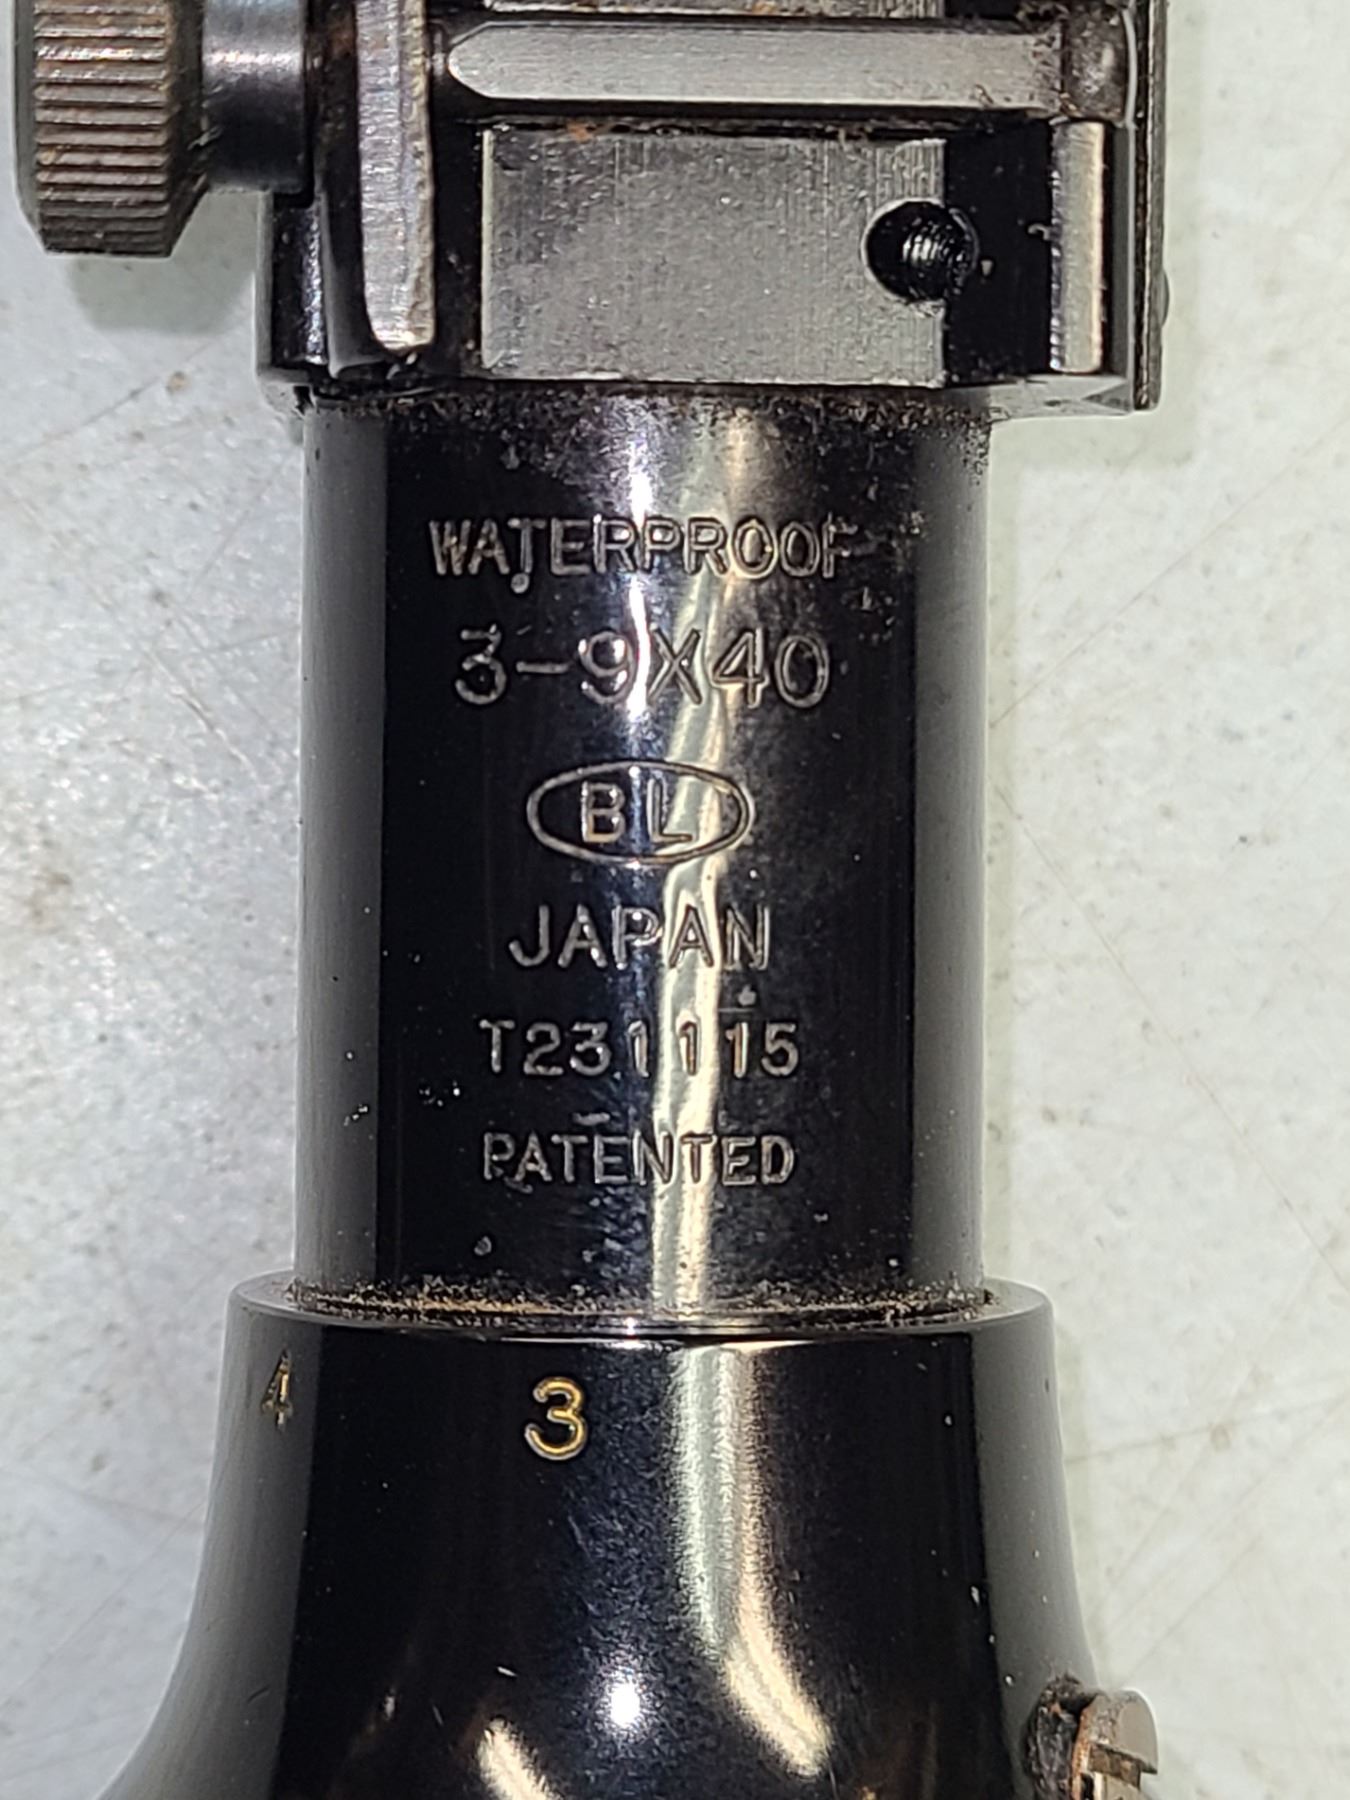 WATERPROOF
3-9X40
BL
JAPAN
T231115
PATENTED
4 3